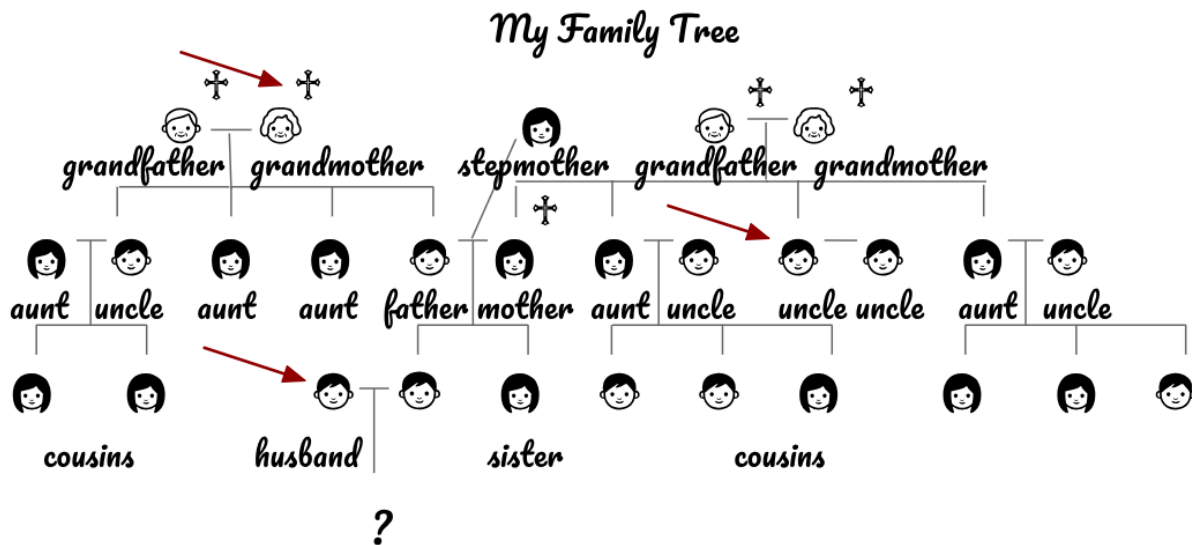 My Family Tree
grandfather grandmother stepmother grandfather grandmother
aunt uncle aunt aunt father mother aunt uncle uncle uncle aunt uncle
cousins husband sister cousins
?